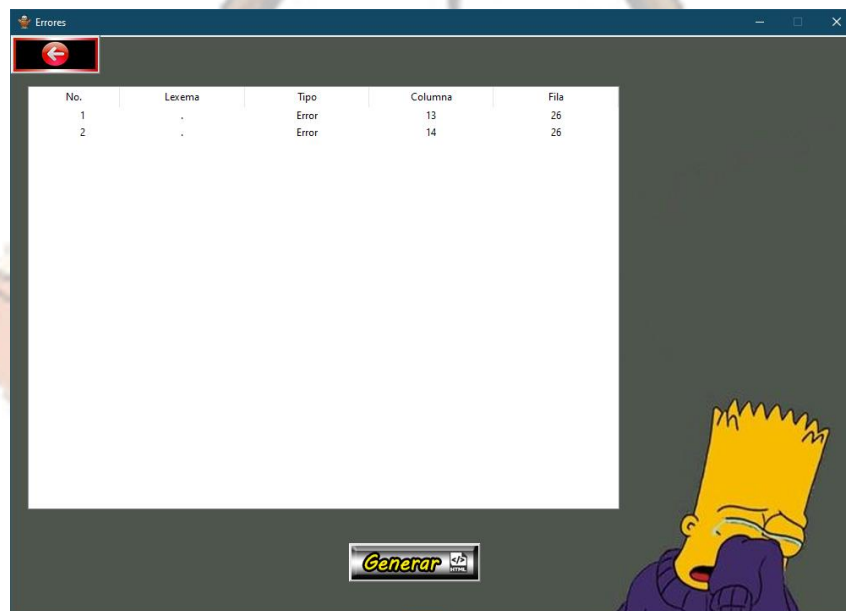 Errores
No. Lexema Tipo Columna Fila
1 . Error 13 26
2 . Error 14 26
Generar </> HTML